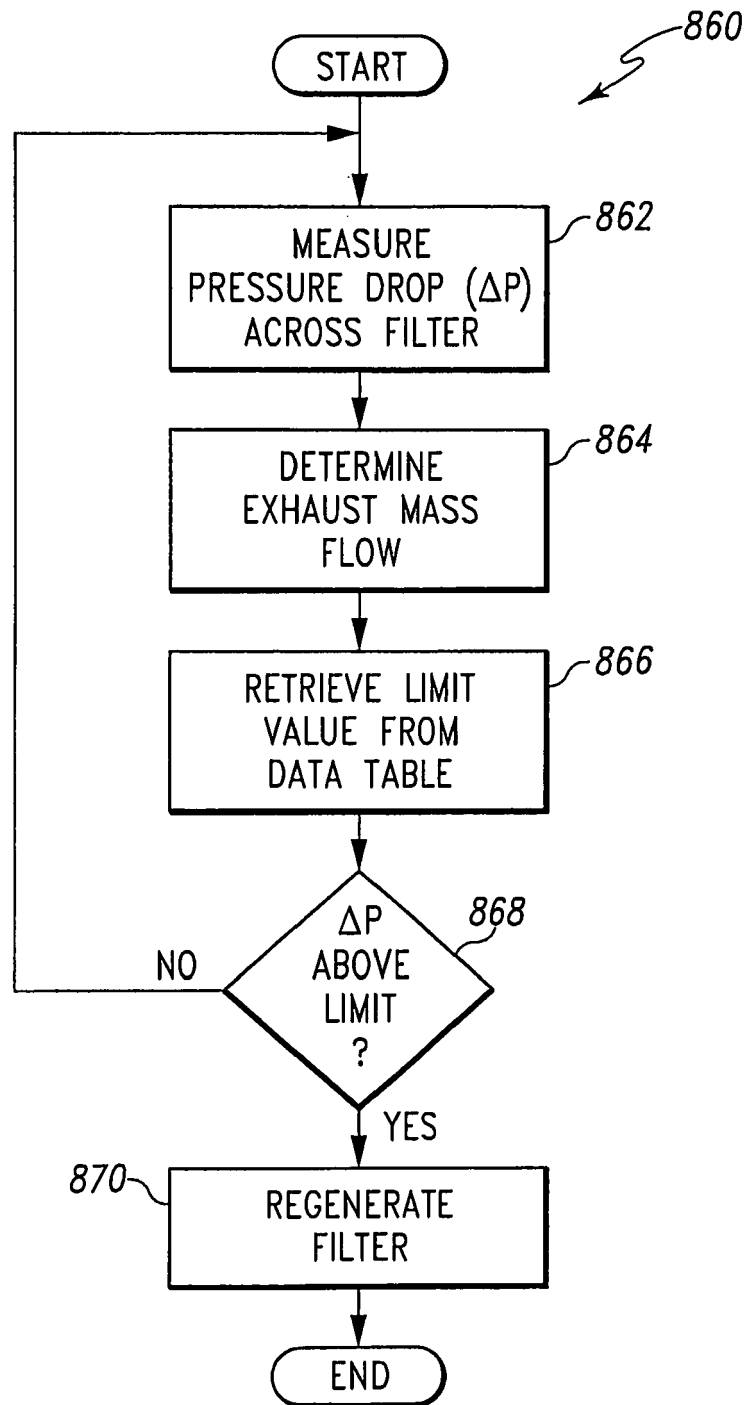 860
START
862
MEASURE
PRESSURE DROP (ΔP)
ACROSS FILTER
864
DETERMINE
EXHAUST MASS
FLOW
866
RETRIEVE LIMIT
VALUE FROM
DATA TABLE
868
ΔP
ABOVE
LIMIT
?
NO
YES
870
REGENERATE
FILTER
END